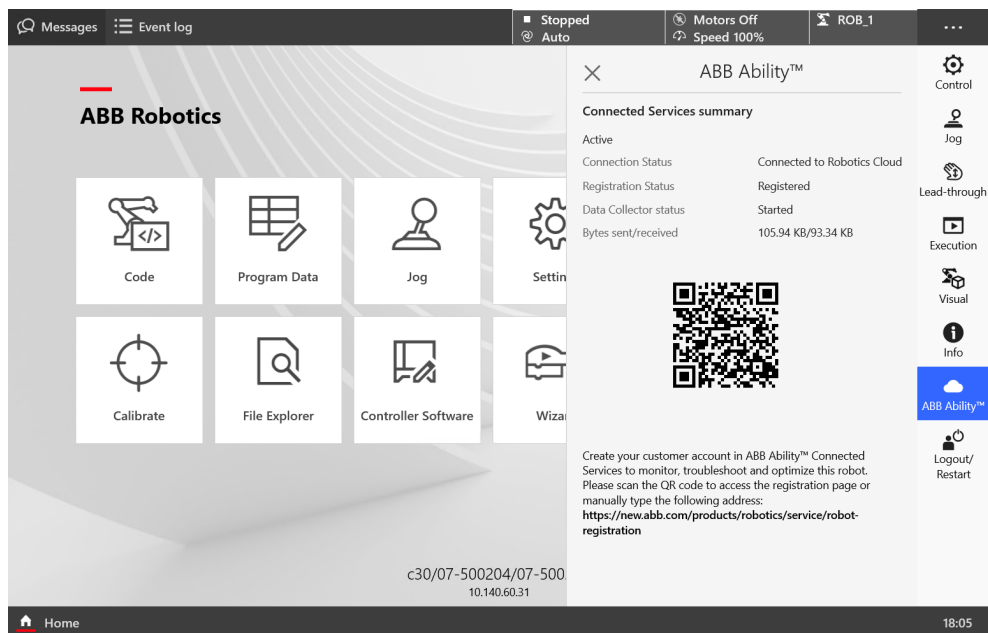 Messages
Event log
Stopped
Auto
Motors Off
Speed 100%
ROB_1
...
ABB Robotics
Code
Program Data
Jog
Settin
Calibrate
File Explorer
Controller Software
Wiza
c30/07-500204/07-500
10.140.60.31
ABB Ability™
Connected Services summary
Active
Connection Status Connected to Robotics Cloud
Registration Status Registered
Data Collector status Started
Bytes sent/received 105.94 KB/93.34 KB
Create your customer account in ABB Ability™ Connected
Services to monitor, troubleshoot and optimize this robot.
Please scan the QR code to access the registration page or
manually type the following address:
https://new.abb.com/products/robotics/service/robot-
registration
Control
Jog
Lead-through
Execution
Visual
Info
ABB Ability™
Logout/
Restart
Home
18:05